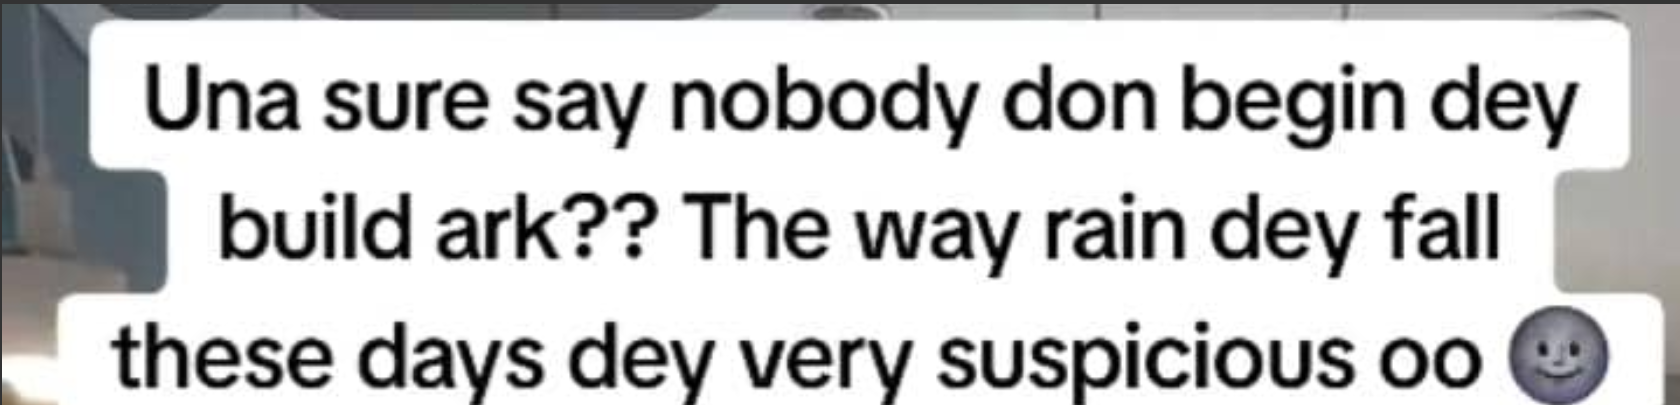 Una sure say nobody don begin dey
build ark?? The way rain dey fall
these days dey very suspicious oo 🌚